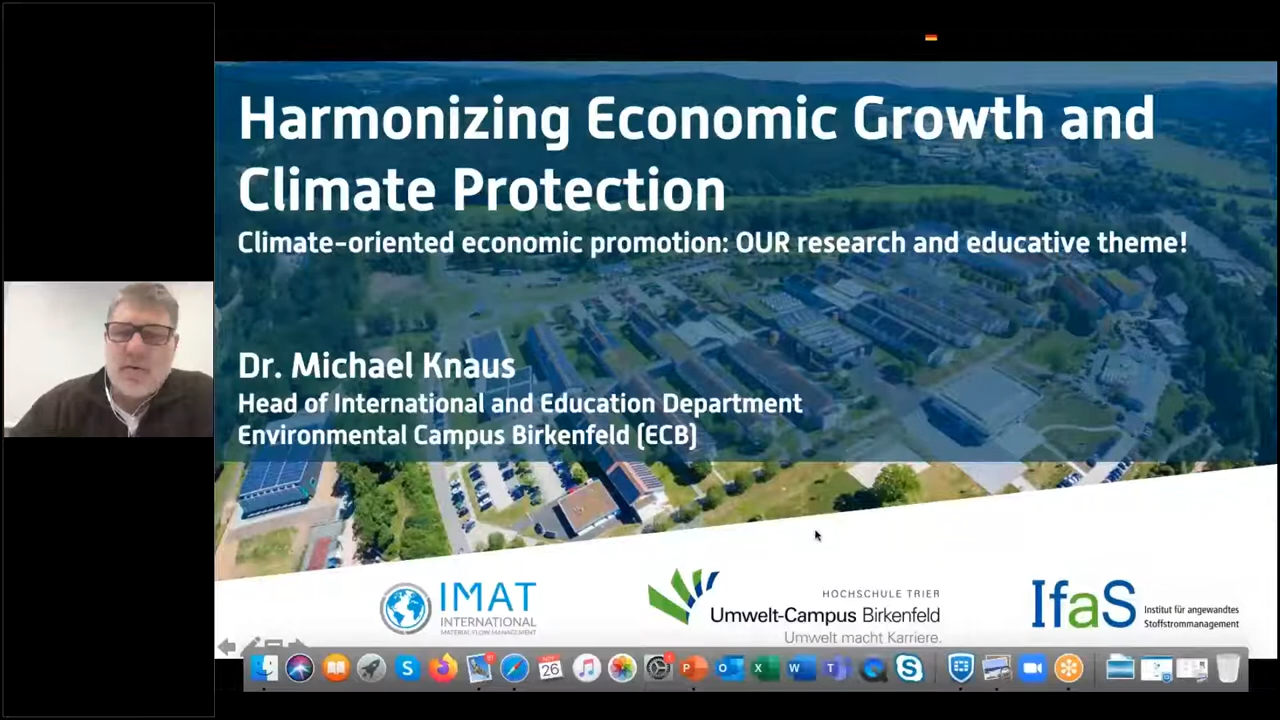 Harmonizing Economic Growth and
Climate Protection
Climate-oriented economic promotion: OUR research and educative theme!
Dr. Michael Knaus
Head of International and Education Department
Environmental Campus Birkenfeld (ECB)
IMAT
INTERNATIONAL
MATERIAL FLOW MANAGEMENT
HOCHSCHULE TRIER
Umwelt-Campus Birkenfeld
Umwelt macht Karriere.
IfaS
Institut für angewandtes
Stoffstrommanagement
26